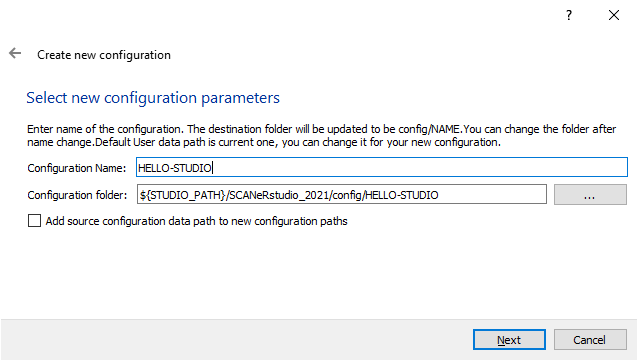 ?
Create new configuration
Select new configuration parameters
Enter name of the configuration. The destination folder will be updated to be config/NAME.You can change the folder after
name change.Default User data path is current one, you can change it for your new configuration.
Configuration Name: HELLO-STUDIO
Configuration folder: ${STUDIO_PATH}/SCANeRstudio_2021/config/HELLO-STUDIO ...
Add source configuration data path to new configuration paths
Next Cancel